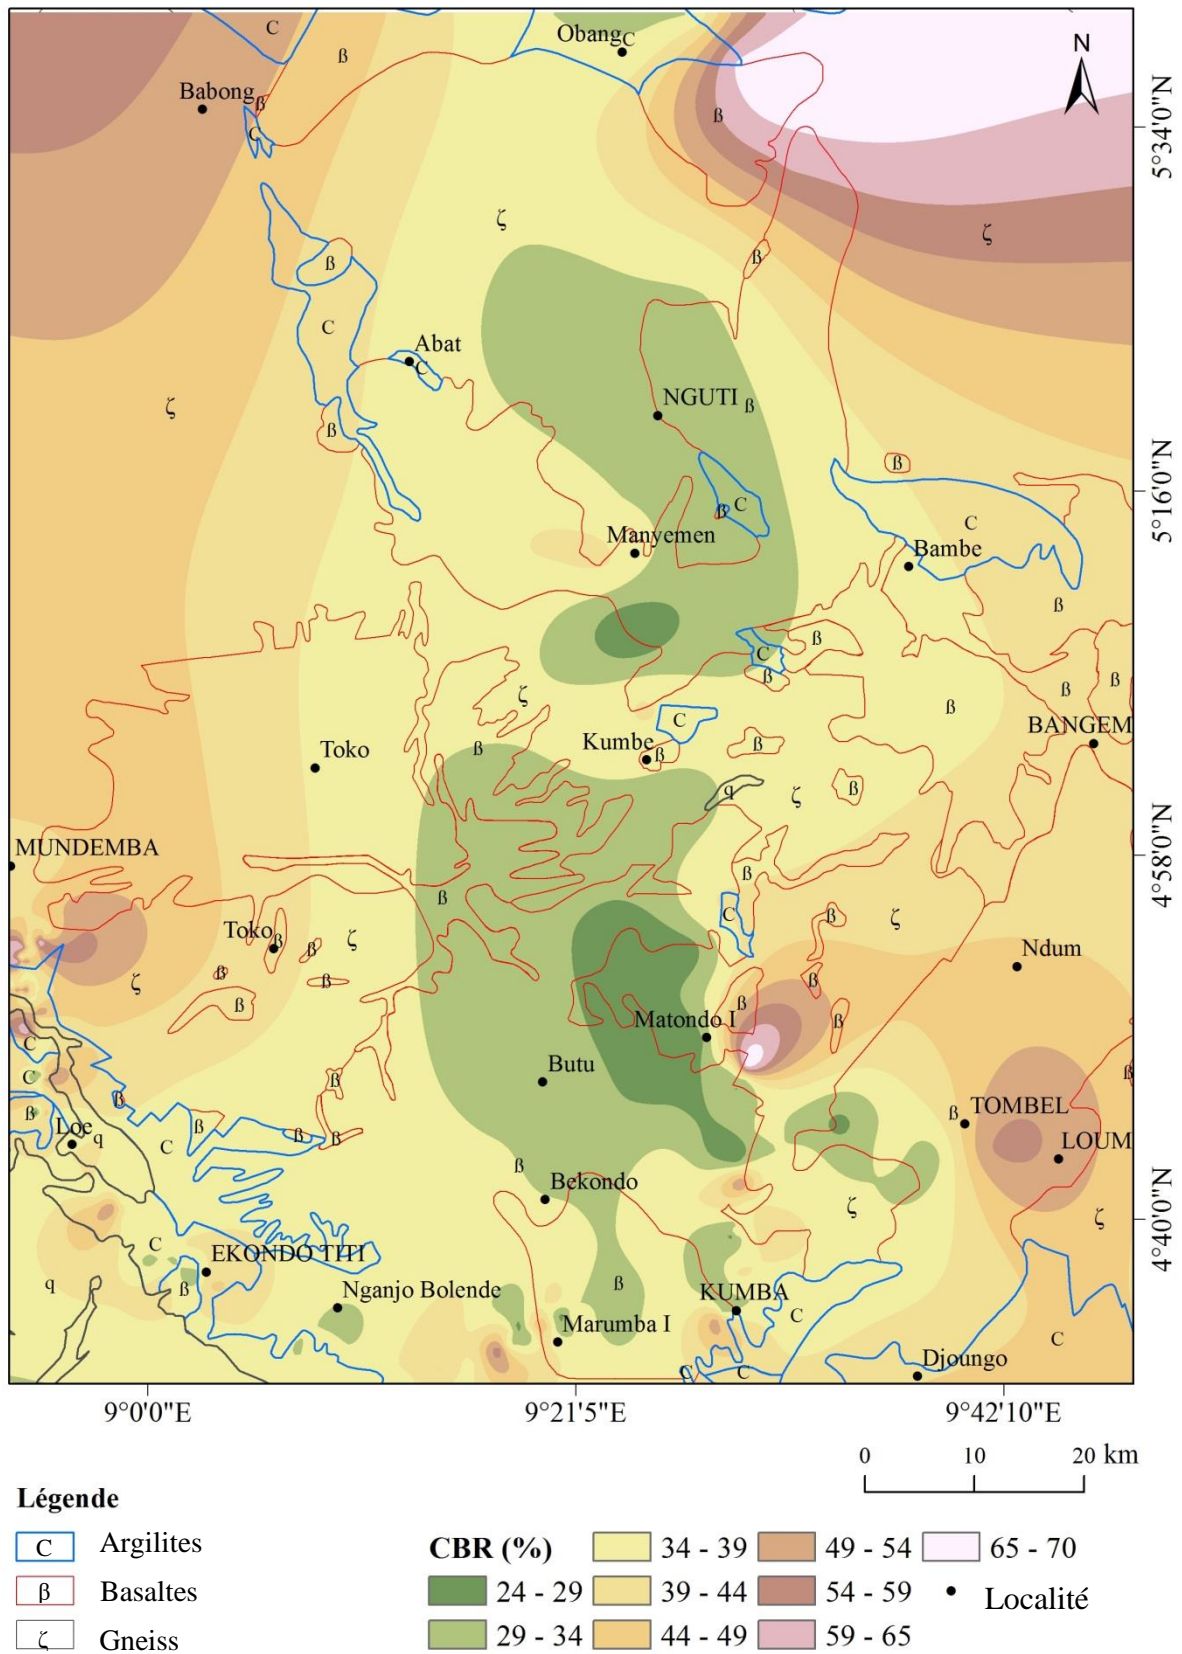 Obang
C
C
N
ß
Babong
ß
ß
C
5°34'0"N
ζ
ζ
ß
ß
C
Abat
C
ζ
NGUTI
ß
ß
ß
C
5°16'0"N
ß
C
Manyemen
Bambe
ß
ß
C
ß
ζ
ß
ß
ß
C
BANGEM
Toko
ß
Kumbe
ß
ß
q
ζ
ß
MUNDEMBA
4°58'0"N
ß
ß
C
ß
ζ
Toko
ß
ß
ζ
Ndum
ß
ß
ζ
ß
ß
ß
Matondo I
ß
C
C
Butu
ß
ß
ß
ß
ß
TOMBEL
Loe
q
C
ß
ß
ß
LOUM
ß
Bekondo
4°40'0"N
ζ
ζ
C
EKONDO TITI
q
ß
Nganjo Bolende
ß
KUMBA
C
Marumba I
C
C
C
Djoungo
9°0'0"E
9°21'5"E
9°42'10"E
0 10 20 km
Légende
C Argilites
β Basaltes
ζ Gneiss
CBR (%)
24 - 29
29 - 34
34 - 39
39 - 44
44 - 49
49 - 54
54 - 59
59 - 65
65 - 70
Localité